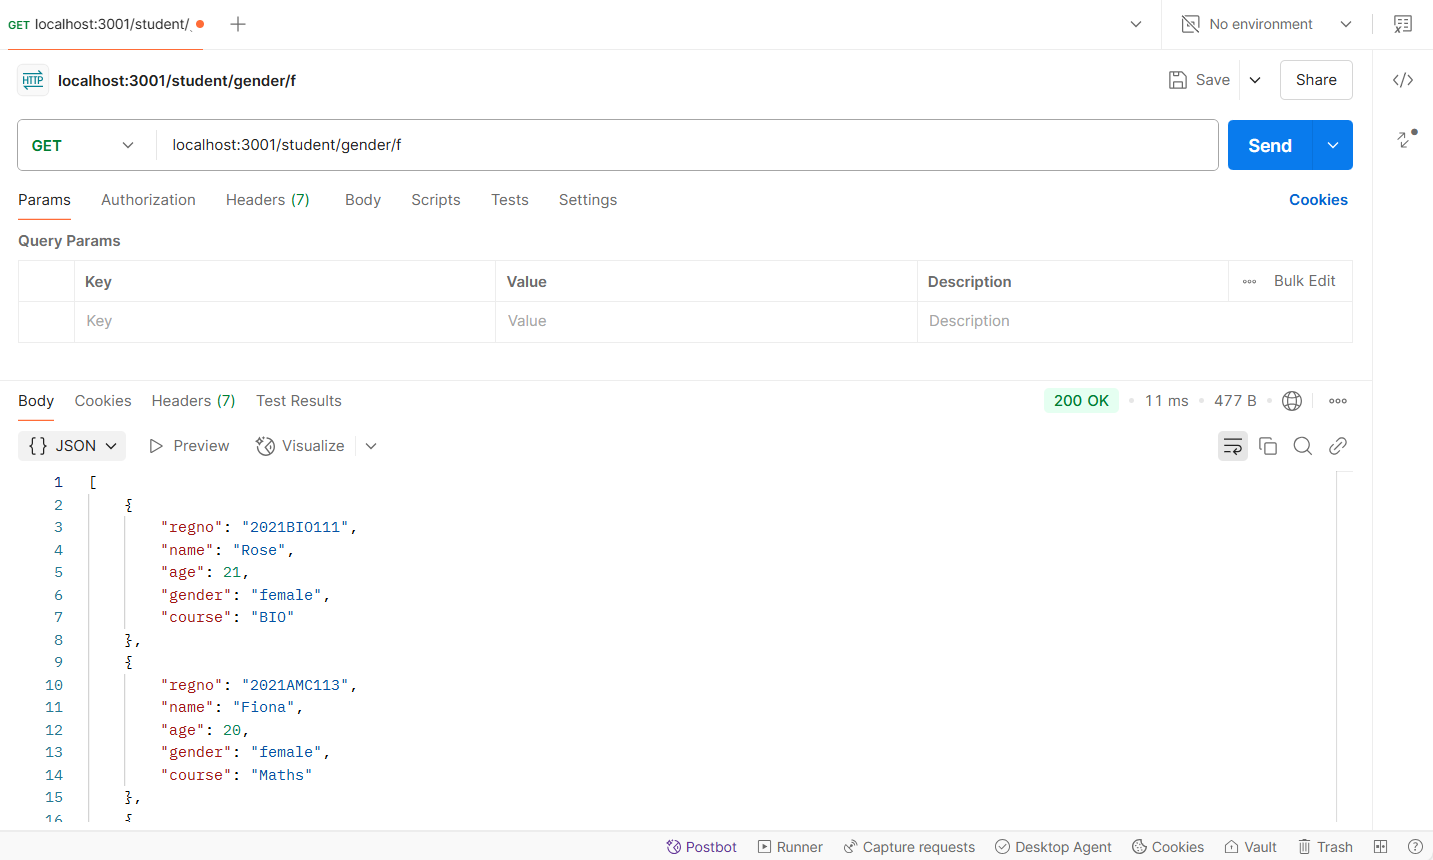 GET localhost:3001/student/
No environment
HTTP localhost:3001/student/gender/f
Save
Share
GET localhost:3001/student/gender/f
Send
Params Authorization Headers (7) Body Scripts Tests Settings
Cookies
Query Params
Key Value Description Bulk Edit
Key Value Description
Body Cookies Headers (7) Test Results
200 OK 11 ms 477 B
{} JSON Preview Visualize
1 [
2 {
3 "regno": "2021BIO111",
4 "name": "Rose",
5 "age": 21,
6 "gender": "female",
7 "course": "BIO"
8 },
9 {
10 "regno": "2021AMC113",
11 "name": "Fiona",
12 "age": 20,
13 "gender": "female",
14 "course": "Maths"
15 },
16 {
Postbot Runner Capture requests Desktop Agent Cookies Vault Trash